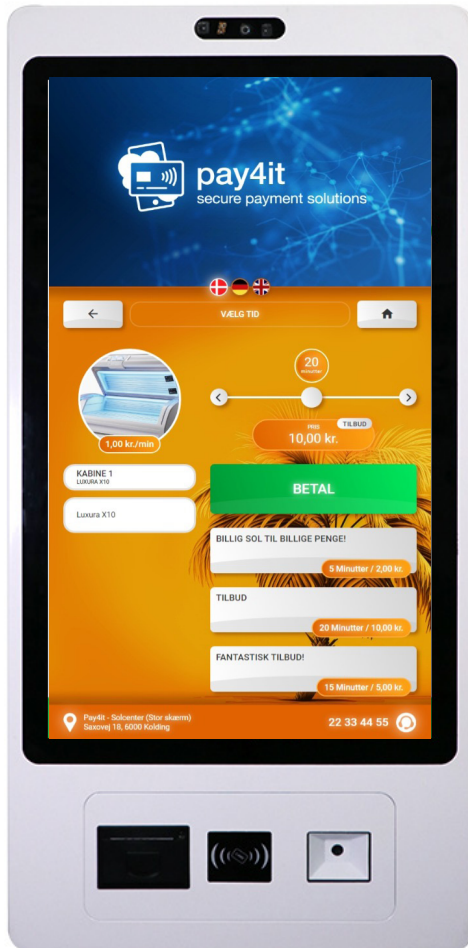 pay4it
secure payment solutions
VÆLG TID
20
minutter
1,00 kr./min
PRIS
TILBUD
10,00 kr.
KABINE 1
LUXURA X10
Luxura X10
BETAL
BILLIG SOL TIL BILLIGE PENGE!
5 Minutter / 2,00 kr.
TILBUD
20 Minutter / 10,00 kr.
FANTASTISK TILBUD!
15 Minutter / 5,00 kr.
Pay4it - Solcenter (Stor skærm)
Saxovej 18, 6000 Kolding
22 33 44 55